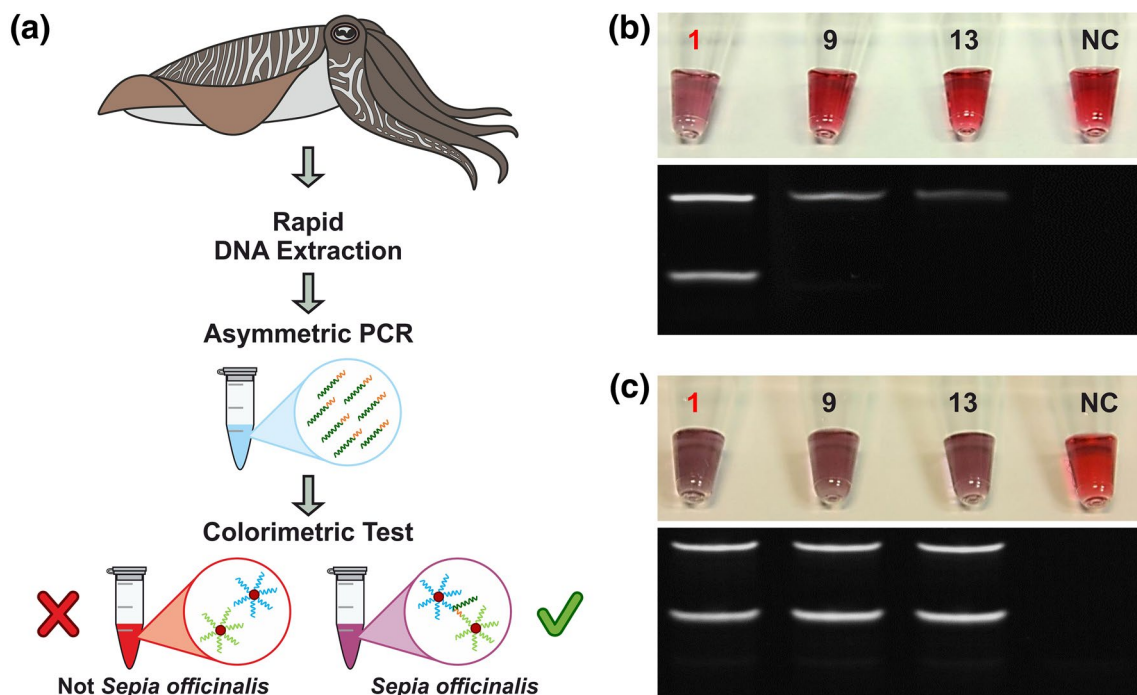 (a)
Rapid
DNA Extraction
Asymmetric PCR
Colorimetric Test
Not Sepia officinalis
Sepia officinalis
(b)
1 9 13 NC
(c)
1 9 13 NC